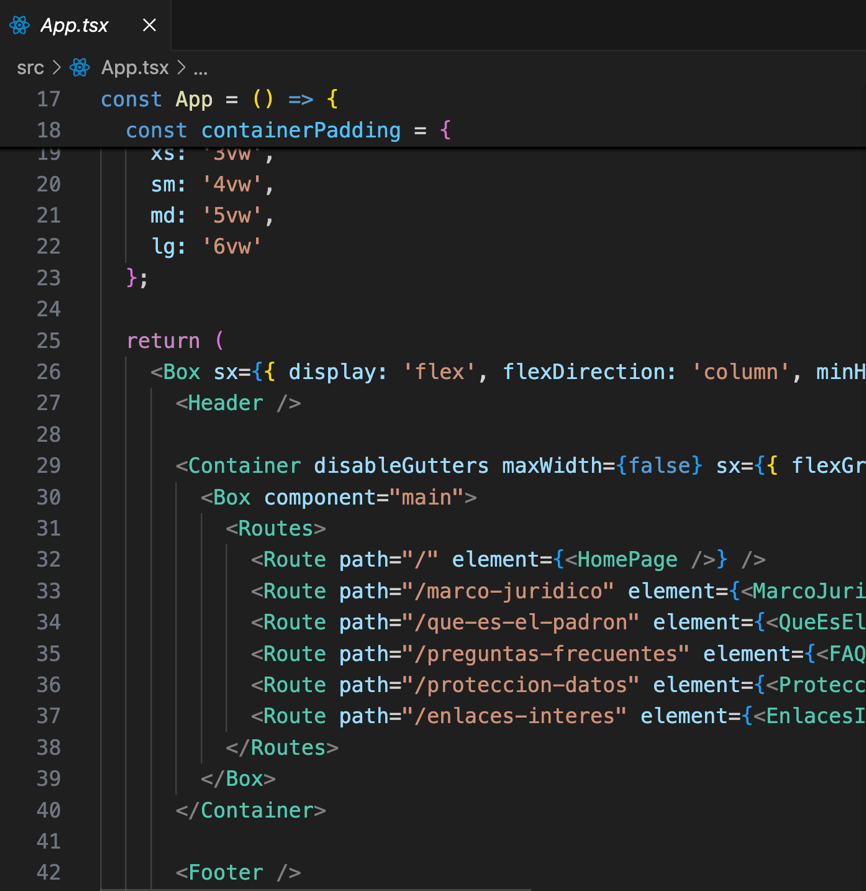 App.tsx
src > App.tsx > ...
17 const App = () => {
18 const containerPadding = {
19 xs: '3vw',
20 sm: '4vw',
21 md: '5vw',
22 lg: '6vw'
23 };
24
25 return (
26 <Box sx={{ display: 'flex', flexDirection: 'column', minH
27 <Header />
28
29 <Container disableGutters maxWidth={false} sx={{ flexGr
30 <Box component="main">
31 <Routes>
32 <Route path="/" element={<HomePage />} />
33 <Route path="/marco-juridico" element={<MarcoJuri
34 <Route path="/que-es-el-padron" element={<QueEsEl
35 <Route path="/preguntas-frecuentes" element={<FAQ
36 <Route path="/proteccion-datos" element={<Protecc
37 <Route path="/enlaces-interes" element={<EnlacesI
38 </Routes>
39 </Box>
40 </Container>
41
42 <Footer />